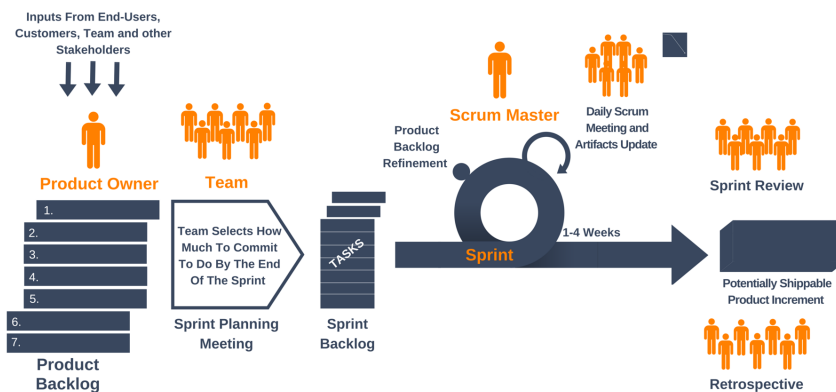 Inputs From End-Users,
Customers, Team and other
Stakeholders
Product Owner
1.
2.
3.
4.
5.
6.
7.
Product
Backlog
Team
Team Selects How
Much To Commit
To Do By The End
Of The Sprint
Sprint Planning
Meeting
TASKS
Sprint
Backlog
Scrum Master
Product
Backlog
Refinement
Daily Scrum
Meeting and
Artifacts Update
Sprint
1-4 Weeks
Sprint Review
Potentially Shippable
Product Increment
Retrospective